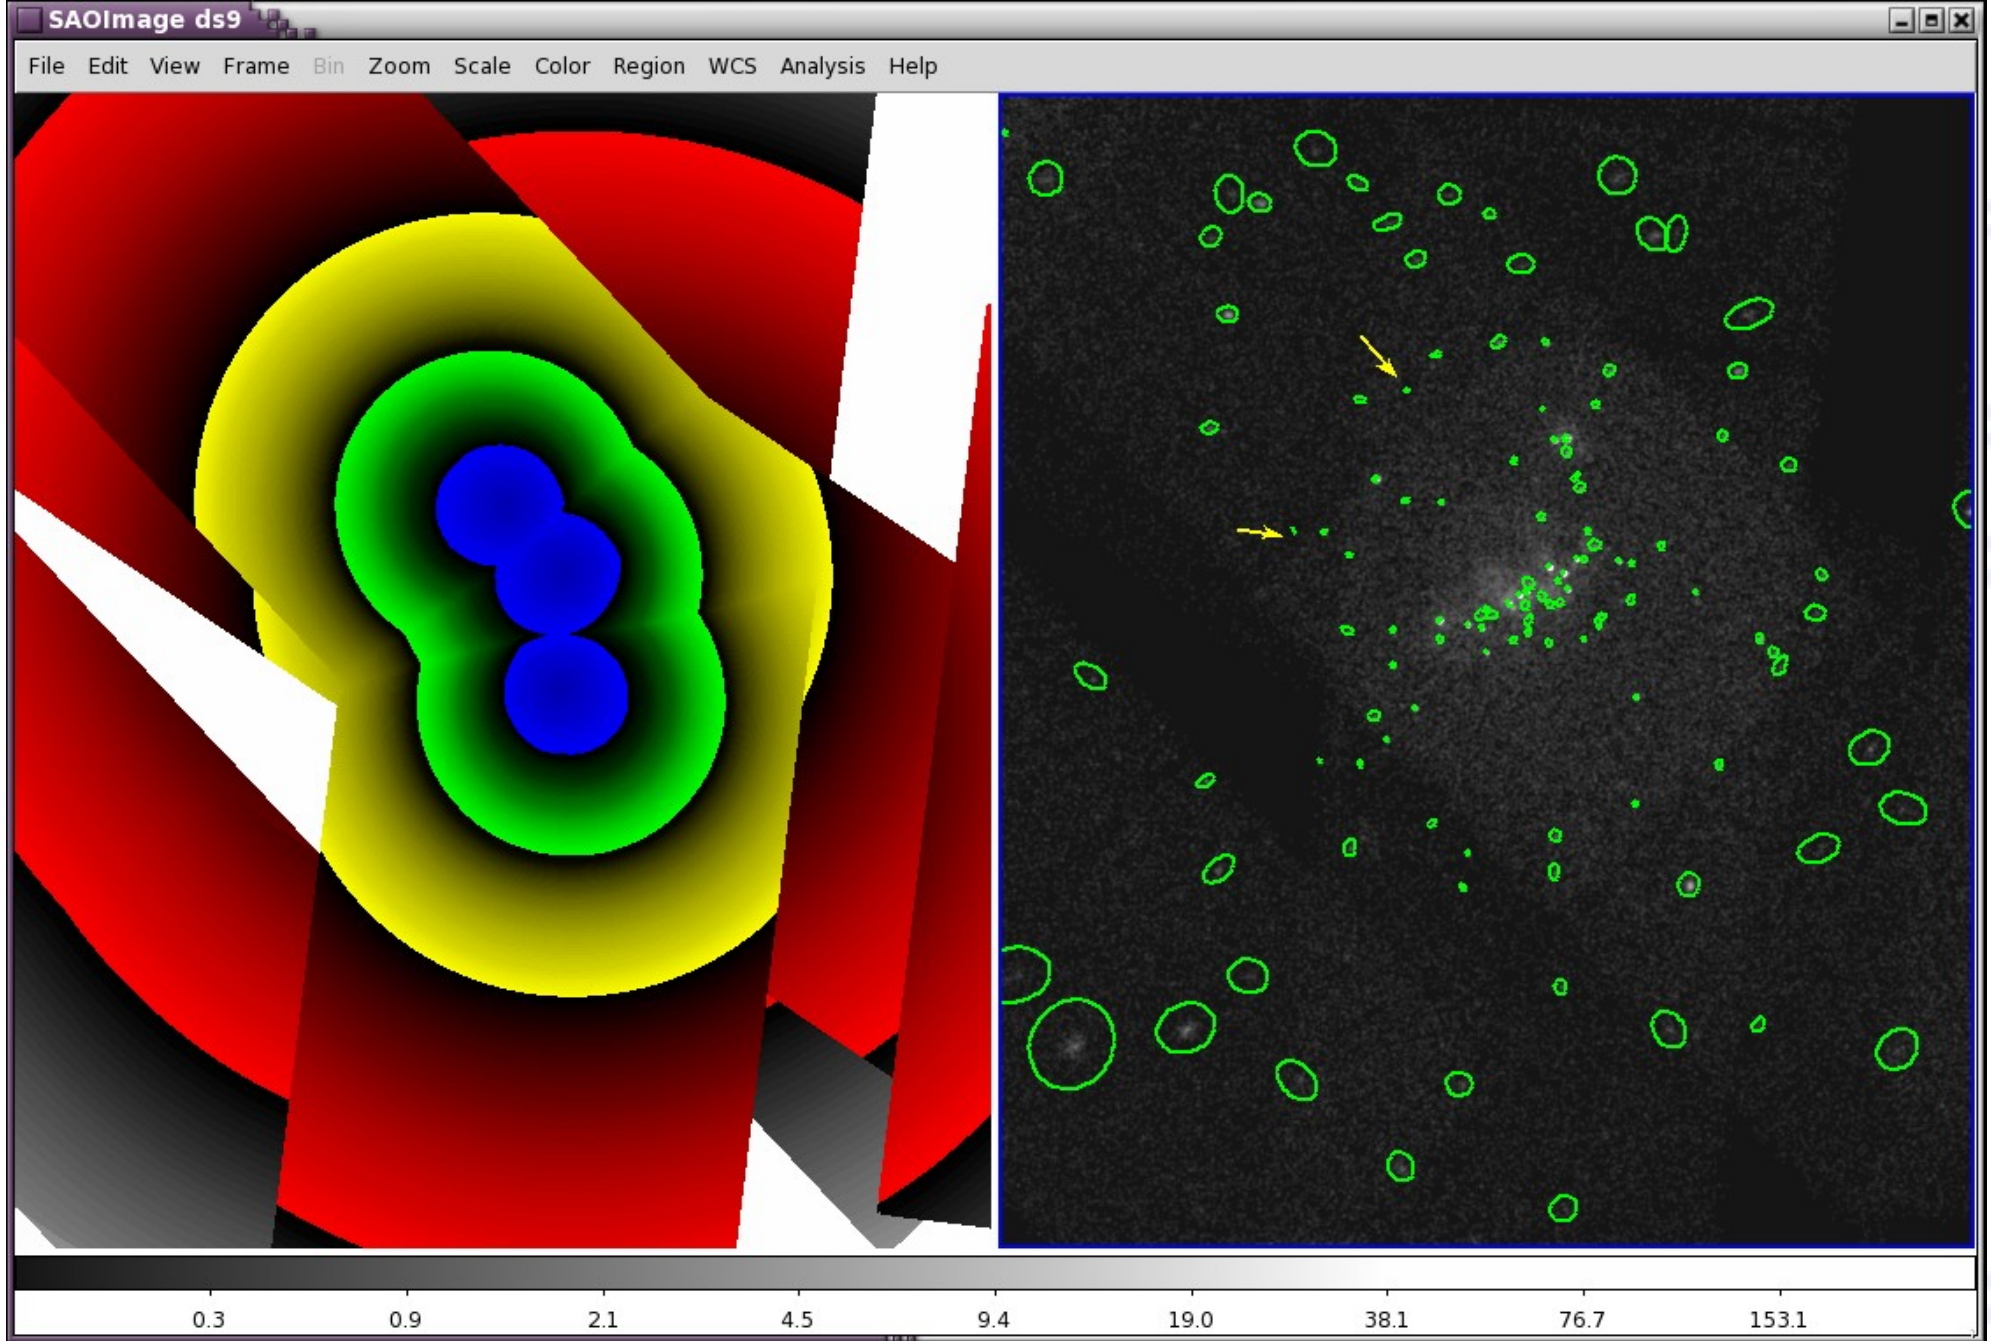 SAOImage ds9
File Edit View Frame Bin Zoom Scale Color Region WCS Analysis Help
0.3 0.9 2.1 4.5 9.4 19.0 38.1 76.7 153.1